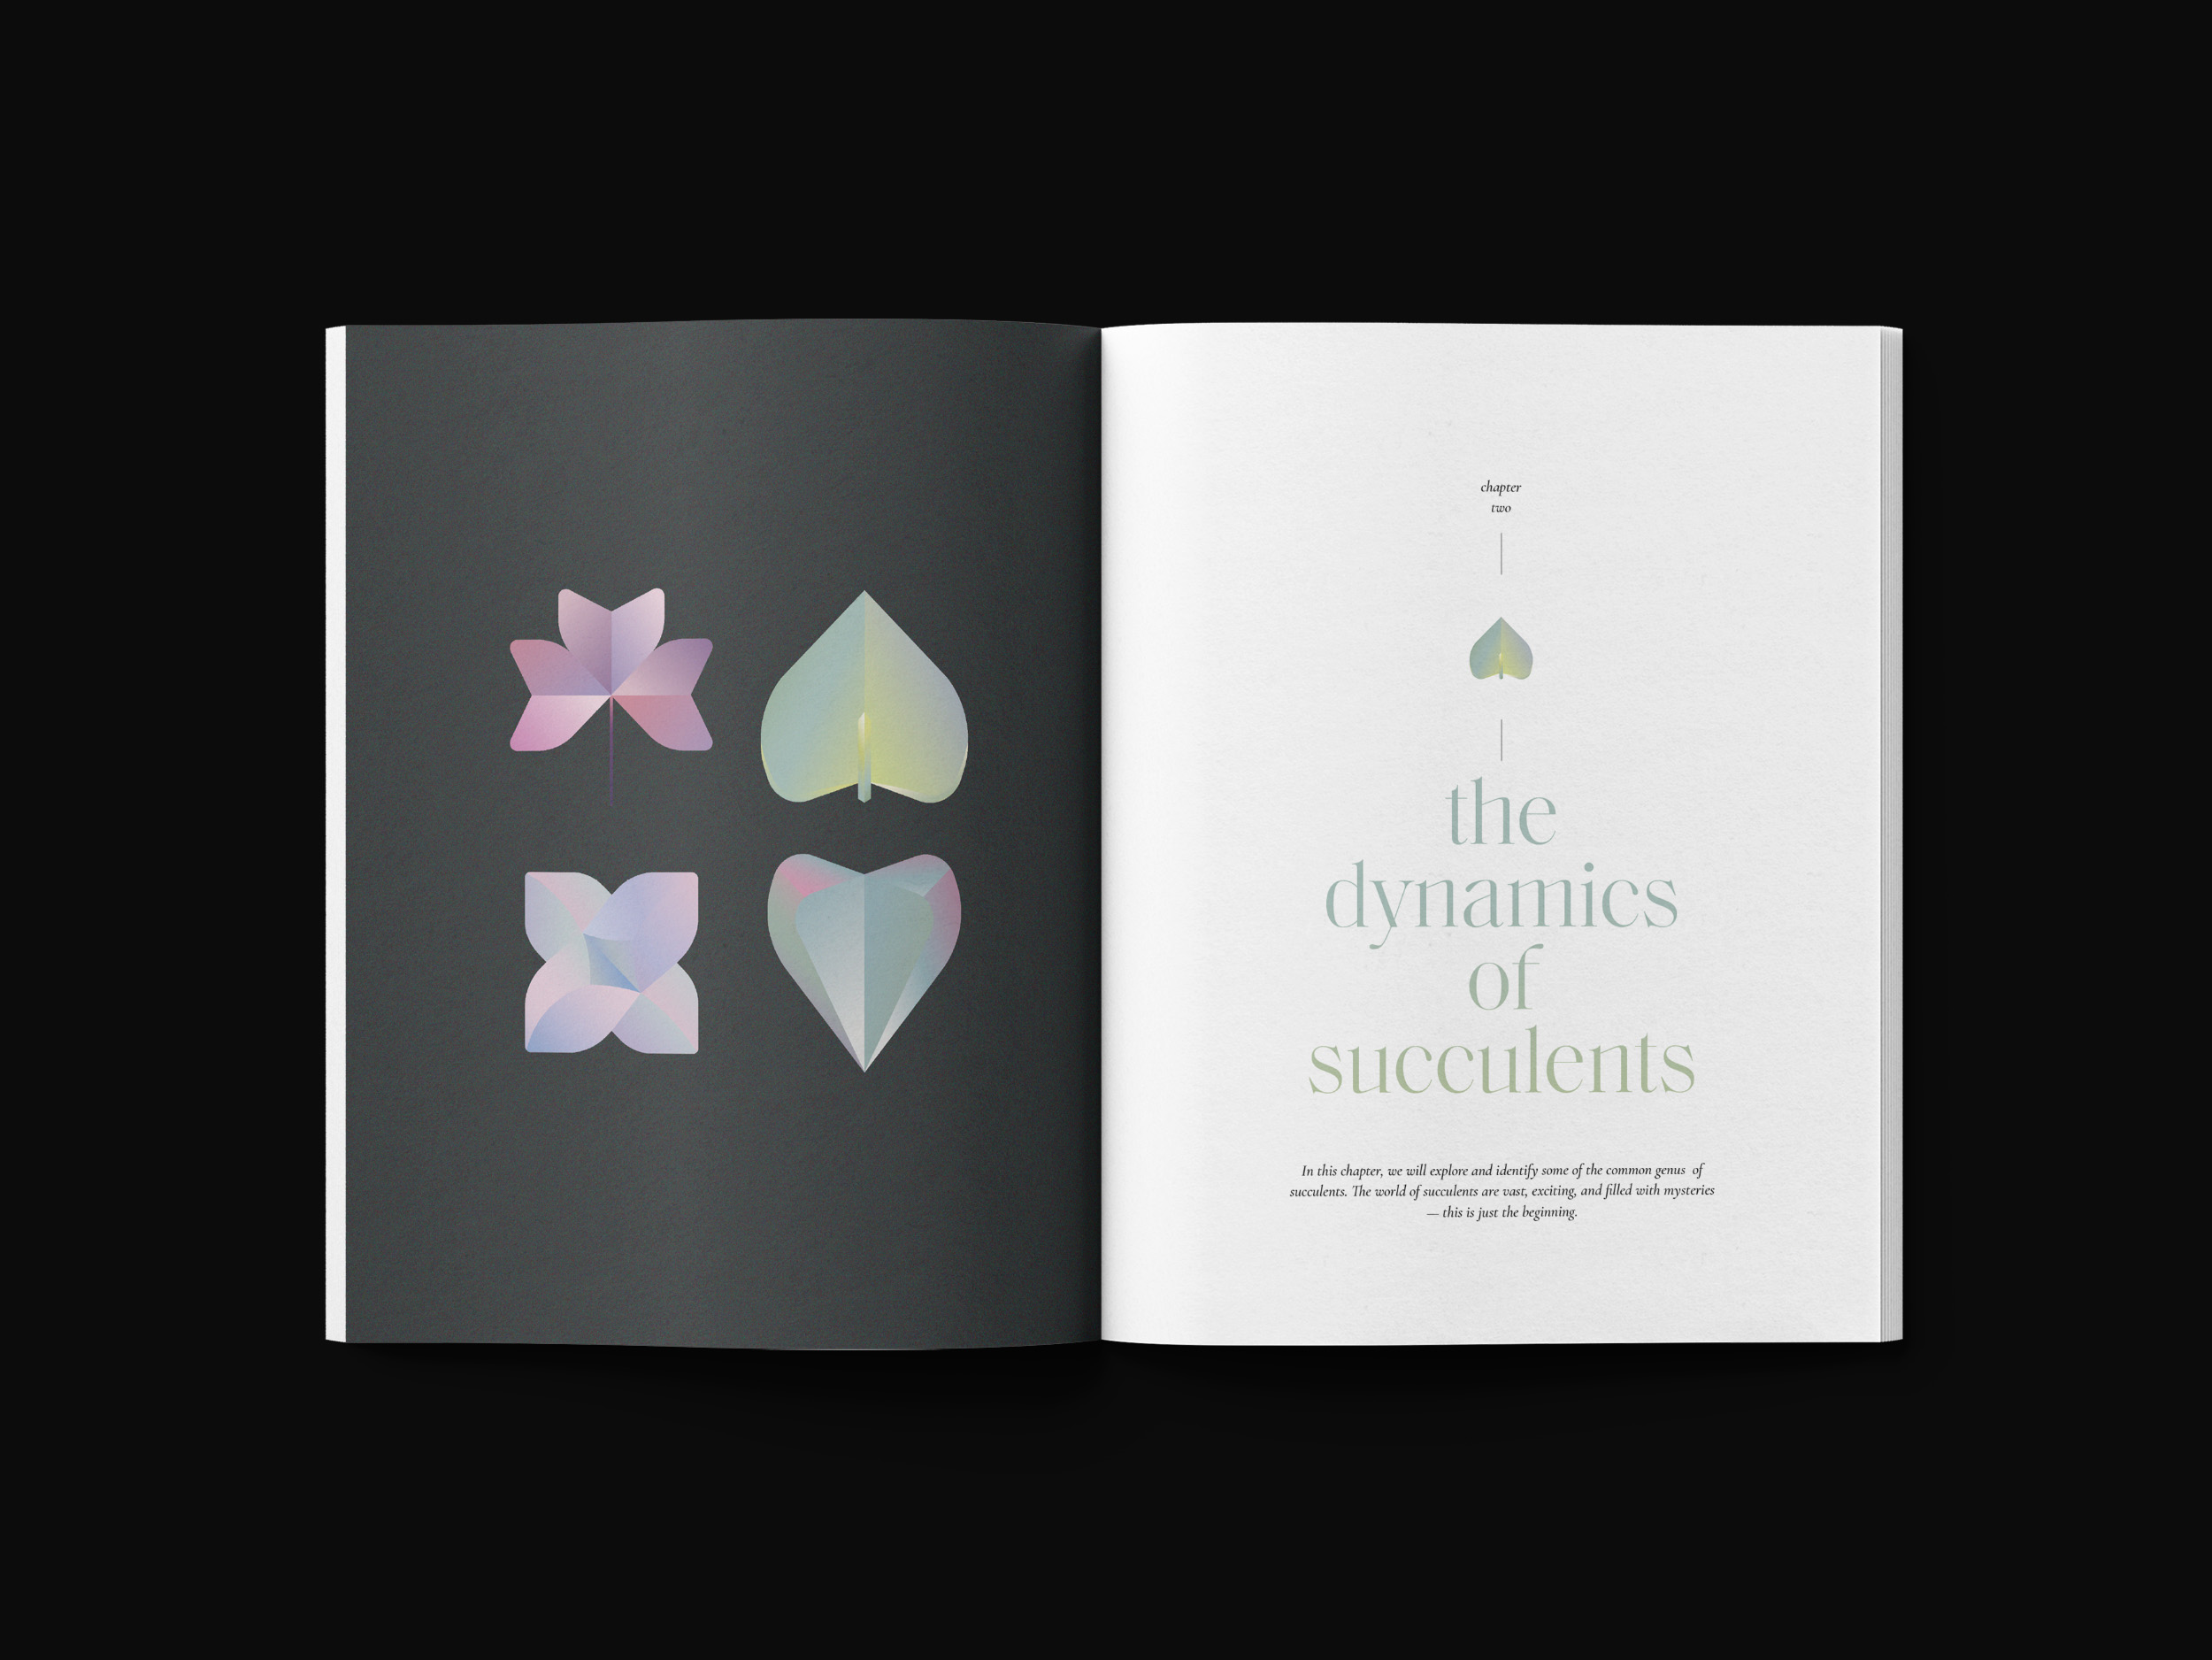 chapter
two
the
dynamics
of
succulents
In this chapter, we will explore and identify some of the common genus of
succulents. The world of succulents are vast, exciting, and filled with mysteries
— this is just the beginning.